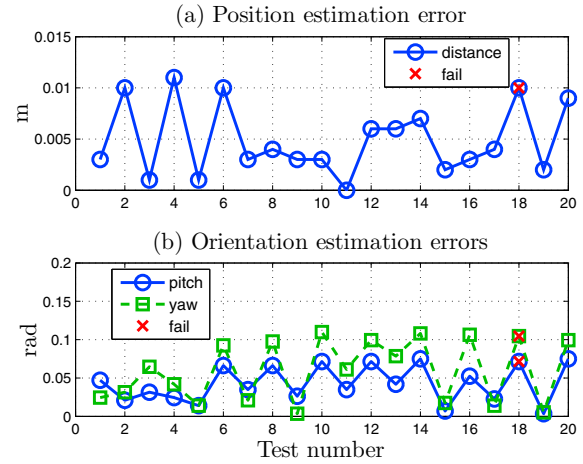 (a) Position estimation error
0.015
0.01
0.005
0
m
distance
fail
0 2 4 6 8 10 12 14 16 18 20
(b) Orientation estimation errors
0.2
0.15
0.1
0.05
0
rad
pitch
yaw
fail
0 2 4 6 8 10 12 14 16 18 20
Test number